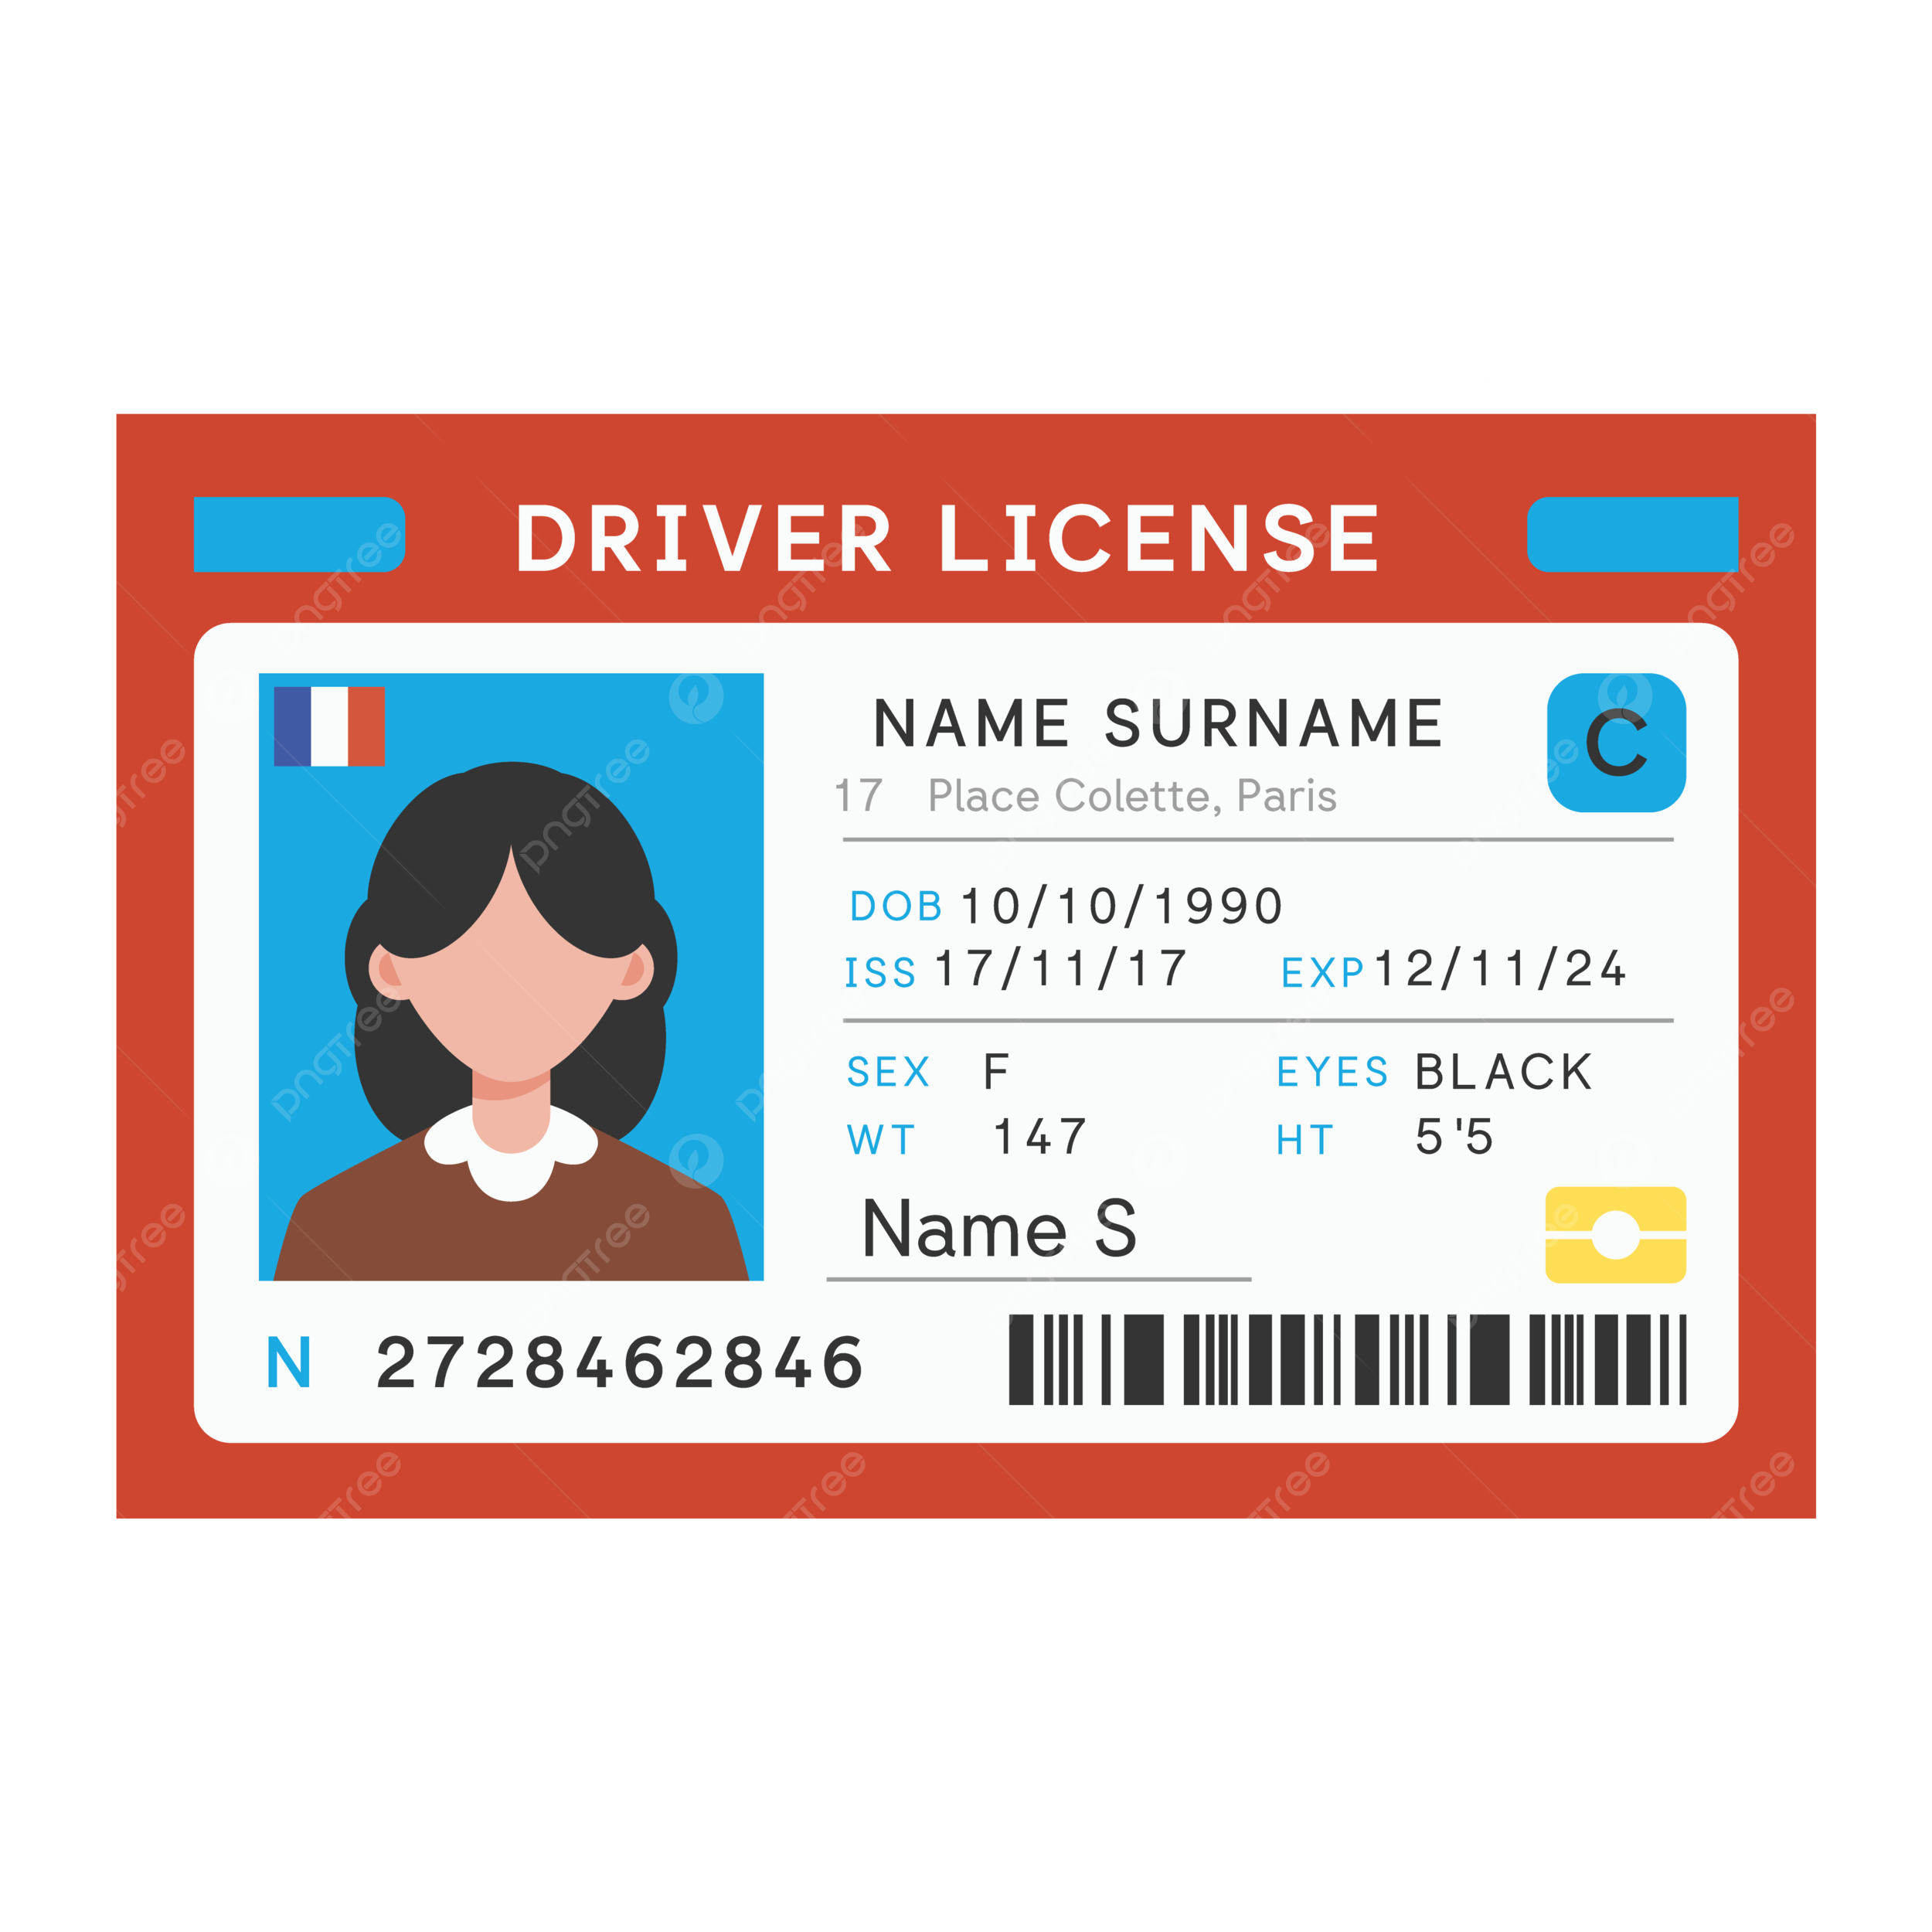 DRIVER LICENSE
NAME SURNAME
C
17 Place Colette, Paris
DOB 10/10/1990
ISS 17/11/17 EXP 12/11/24
SEX F EYES BLACK
WT 147 HT 5'5
Name S
N 2728462846
pngtree